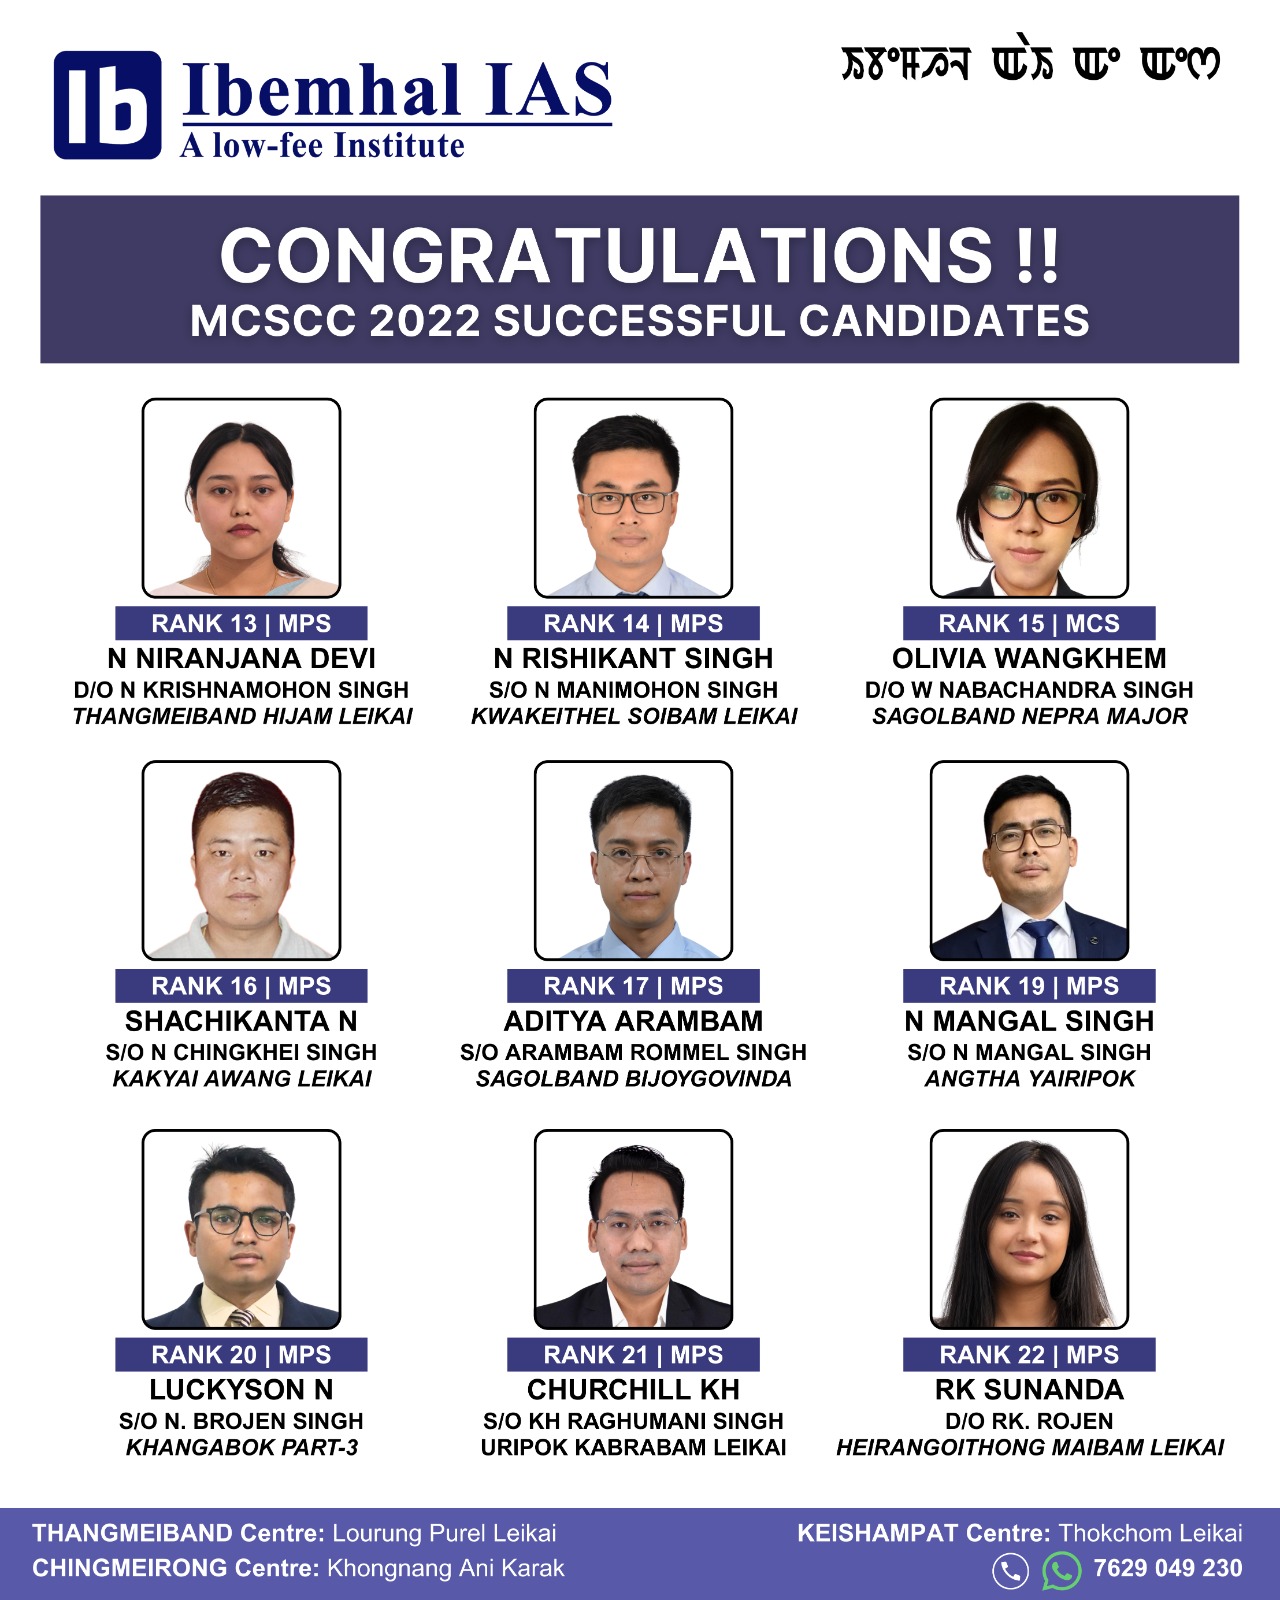 Ib Ibemhal IAS
A low-fee Institute
CONGRATULATIONS !!
MCSCC 2022 SUCCESSFUL CANDIDATES
RANK 13 | MPS
N NIRANJANA DEVI
D/O N KRISHNAMOHON SINGH
THANGMEIBAND HIJAM LEIKAI
RANK 14 | MPS
N RISHIKANT SINGH
S/O N MANIMOHON SINGH
KWAKEITHEL SOIBAM LEIKAI
RANK 15 | MCS
OLIVIA WANGKHEM
D/O W NABACHANDRA SINGH
SAGOLBAND NEPRA MAJOR
RANK 16 | MPS
SHACHIKANTA N
S/O N CHINGKHEI SINGH
KAKYAI AWANG LEIKAI
RANK 17 | MPS
ADITYA ARAMBAM
S/O ARAMBAM ROMMEL SINGH
SAGOLBAND BIJOYGOVINDA
RANK 19 | MPS
N MANGAL SINGH
S/O N MANGAL SINGH
ANGTHA YAIRIPOK
RANK 20 | MPS
LUCKYSON N
S/O N. BROJEN SINGH
KHANGABOK PART-3
RANK 21 | MPS
CHURCHILL KH
S/O KH RAGHUMANI SINGH
URIPOK KABRABAM LEIKAI
RANK 22 | MPS
RK SUNANDA
D/O RK. ROJEN
HEIRANGOITHONG MAIBAM LEIKAI
THANGMEIBAND Centre: Lourung Purel Leikai
CHINGMEIRONG Centre: Khongnang Ani Karak
KEISHAMPAT Centre: Thokchom Leikai
7629 049 230